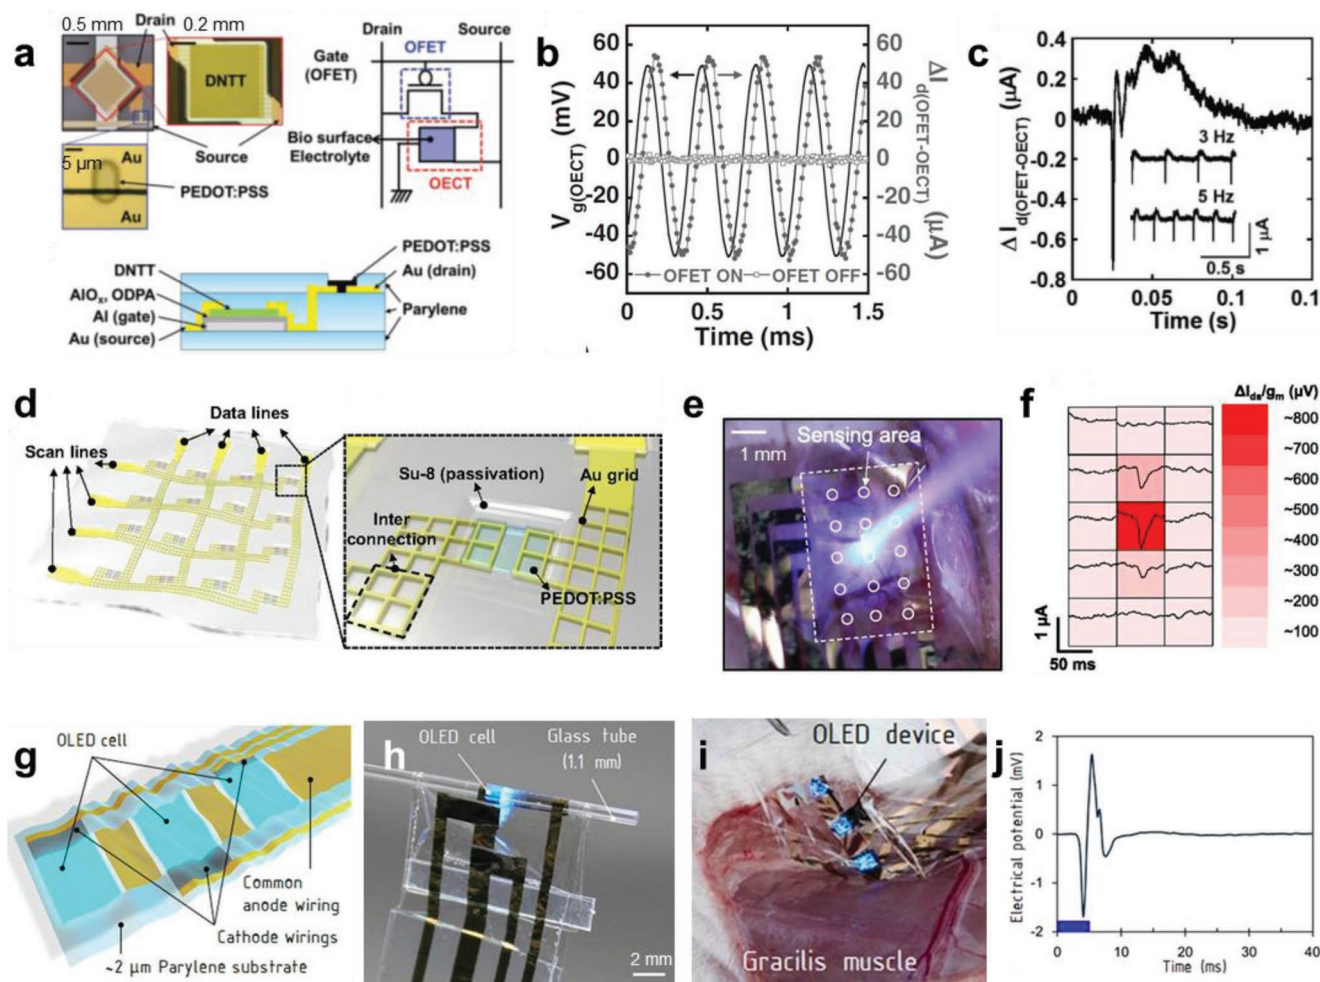 a
0.5 mm
Drain
0.2 mm
DNTT
Source
5 μm
Au
PEDOT:PSS
Au
Drain
Source
Gate
(OFET)
OFET
Bio surface
Electrolyte
OECT
PEDOT:PSS
Au (drain)
Parylene
DNTT
AlOx, ODPA
Al (gate)
Au (source)
b
Vg(OECT) (mV)
60
40
20
0
-20
-40
-60
60
40
20
0
-20
-40
-60
Δ Id(OFET-OECT) (μA)
OFET ON
OFET OFF
0
0.5
1
1.5
Time (ms)
c
Δ Id(OFET-OECT) (μA)
0.4
0.2
0
-0.2
-0.4
-0.6
-0.8
3 Hz
5 Hz
1 μA
0.5 s
0
0.05
0.1
0.1
Time (s)
d
Data lines
Scan lines
Su-8 (passivation)
Au grid
Inter
connection
PEDOT:PSS
e
Sensing area
1 mm
f
ΔIds/gm (μV)
~800
~700
~600
~500
~400
~300
~200
~100
1 μA
50 ms
g
OLED cell
Common
anode wiring
Cathode wirings
~2 μm Parylene substrate
h
OLED cell
Glass tube
(1.1 mm)
2 mm
i
OLED device
Gracilis muscle
j
Electrical potential (mV)
2
1
0
-1
-2
0
10
20
30
40
Time (ms)